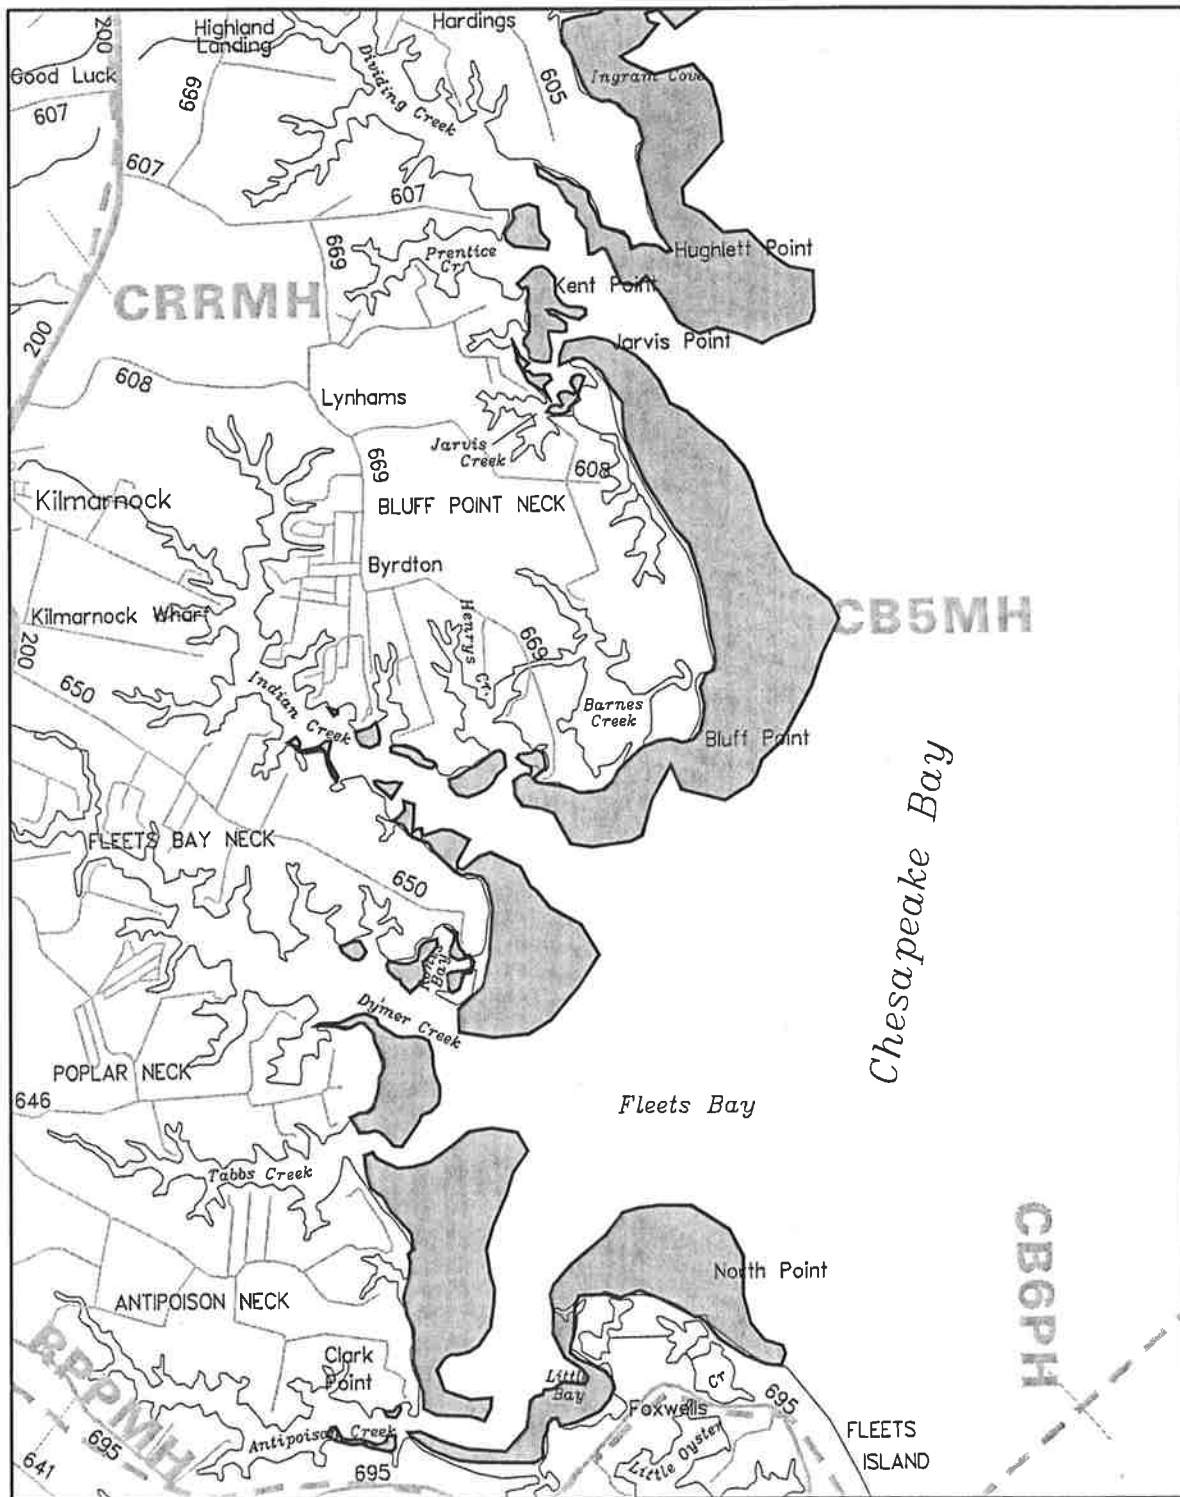 200
Highland
Landing
Hardings
Good Luck
607
669
Dividing Creek
605
Ingram Cove
607
607
669
Prentice
Cr.
Hughlett Point
Kent Point
CRRMH
200
Jarvis Point
608
Lynhams
Jarvis
Creek
669
608
Kilmarnock
BLUFF POINT NECK
Byrdton
Kilmarnock Wharf
CB5MH
Henrys Cr.
669
200
650
Indian Creek
Barnes
Creek
Bluff Point
Chesapeake Bay
FLEETS BAY NECK
650
Bay
Dymer Creek
POPLAR NECK
646
Fleets Bay
Tabbs Creek
North Point
CB6PH
ANTIPOISON NECK
RPPMH
Clark
Point
Little
Bay
Cr
695
Foxwells
FLEETS
ISLAND
Antipoison Creek
Little Oyster
695
641
695